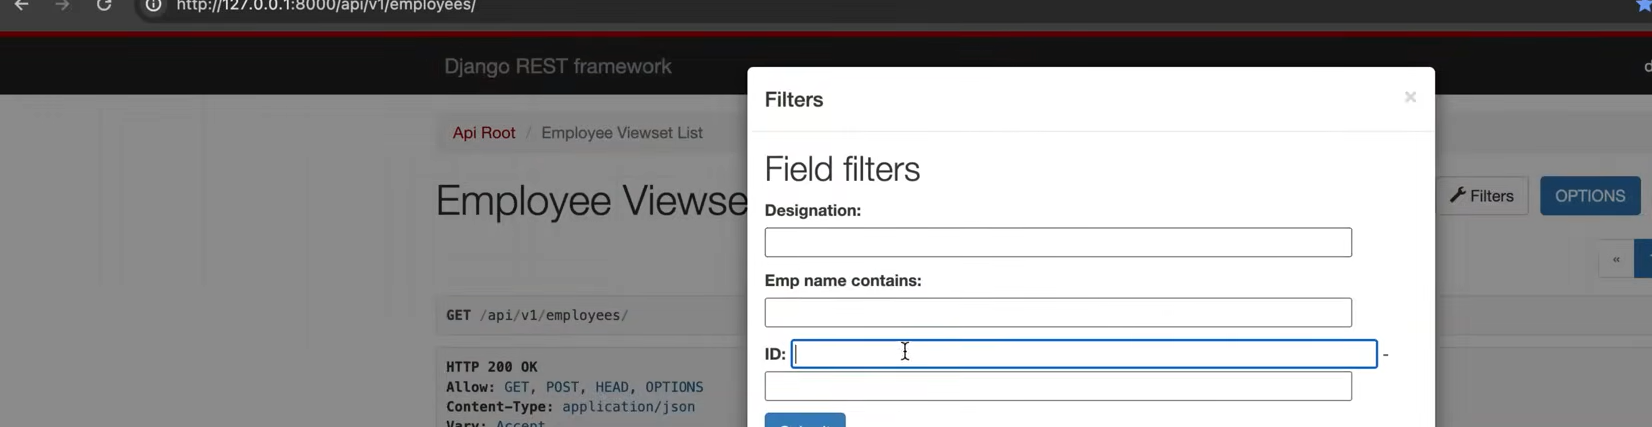 http://127.0.0.1:8000/api/v1/employees/
Django REST framework
Filters
×
Api Root / Employee Viewset List
Field filters
Employee Viewse
Filters
OPTIONS
Designation:
«
Emp name contains:
GET /api/v1/employees/
ID:
-
HTTP 200 OK
Allow: GET, POST, HEAD, OPTIONS
Content-Type: application/json
Vary: Accept